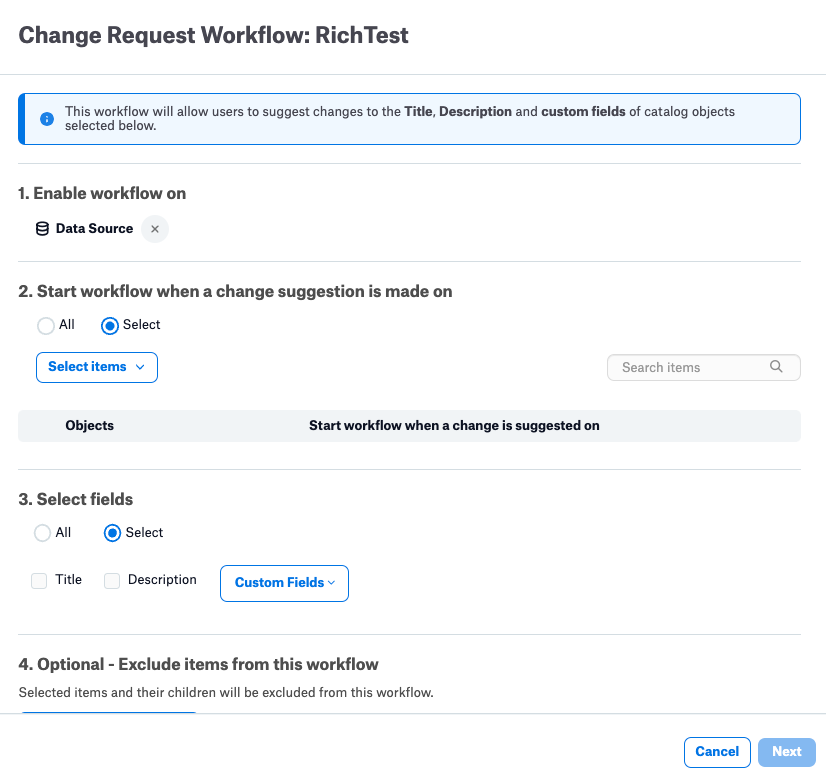 Change Request Workflow: RichTest
This workflow will allow users to suggest changes to the Title, Description and custom fields of catalog objects
selected below.
1. Enable workflow on
Data Source ×
2. Start workflow when a change suggestion is made on
All Select
Select items Search items
Objects Start workflow when a change is suggested on
3. Select fields
All Select
Title Description Custom Fields
4. Optional - Exclude items from this workflow
Selected items and their children will be excluded from this workflow.
Cancel Next